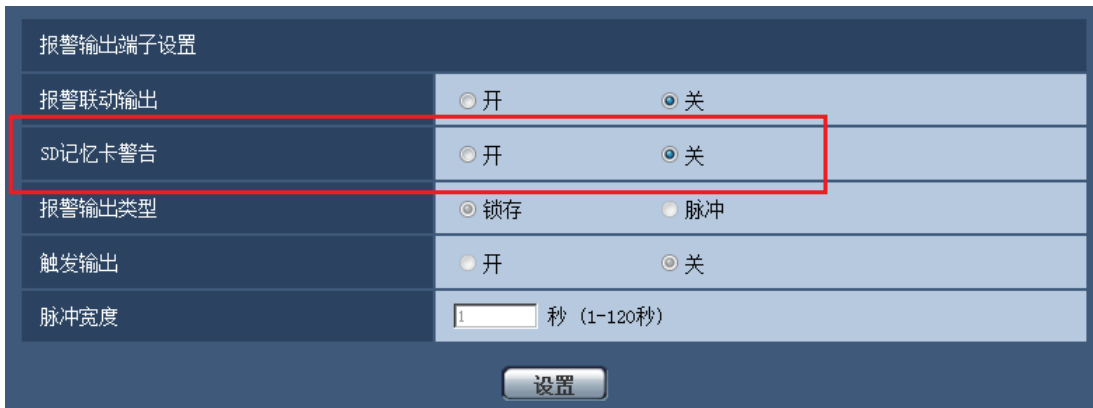 报警输出端子设置
报警联动输出 开 关
SD记忆卡警告 开 关
报警输出类型 锁存 脉冲
触发输出 开 关
脉冲宽度 1 秒 (1-120秒)
设置